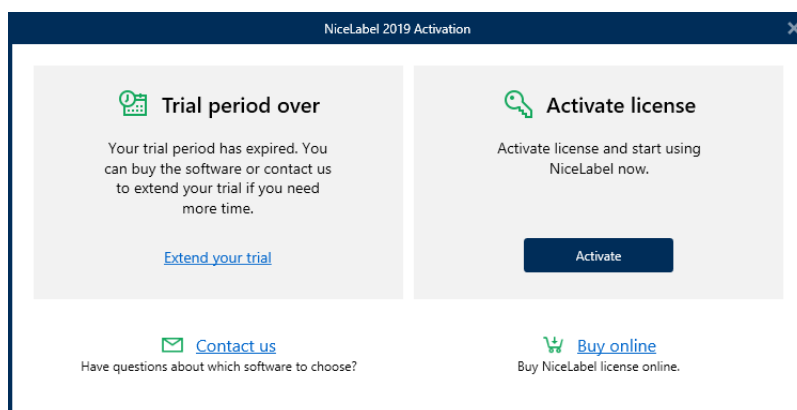 NiceLabel 2019 Activation
Trial period over
Your trial period has expired. You
can buy the software or contact us
to extend your trial if you need
more time.
Extend your trial
Activate license
Activate license and start using
NiceLabel now.
Activate
Contact us
Have questions about which software to choose?
Buy online
Buy NiceLabel license online.